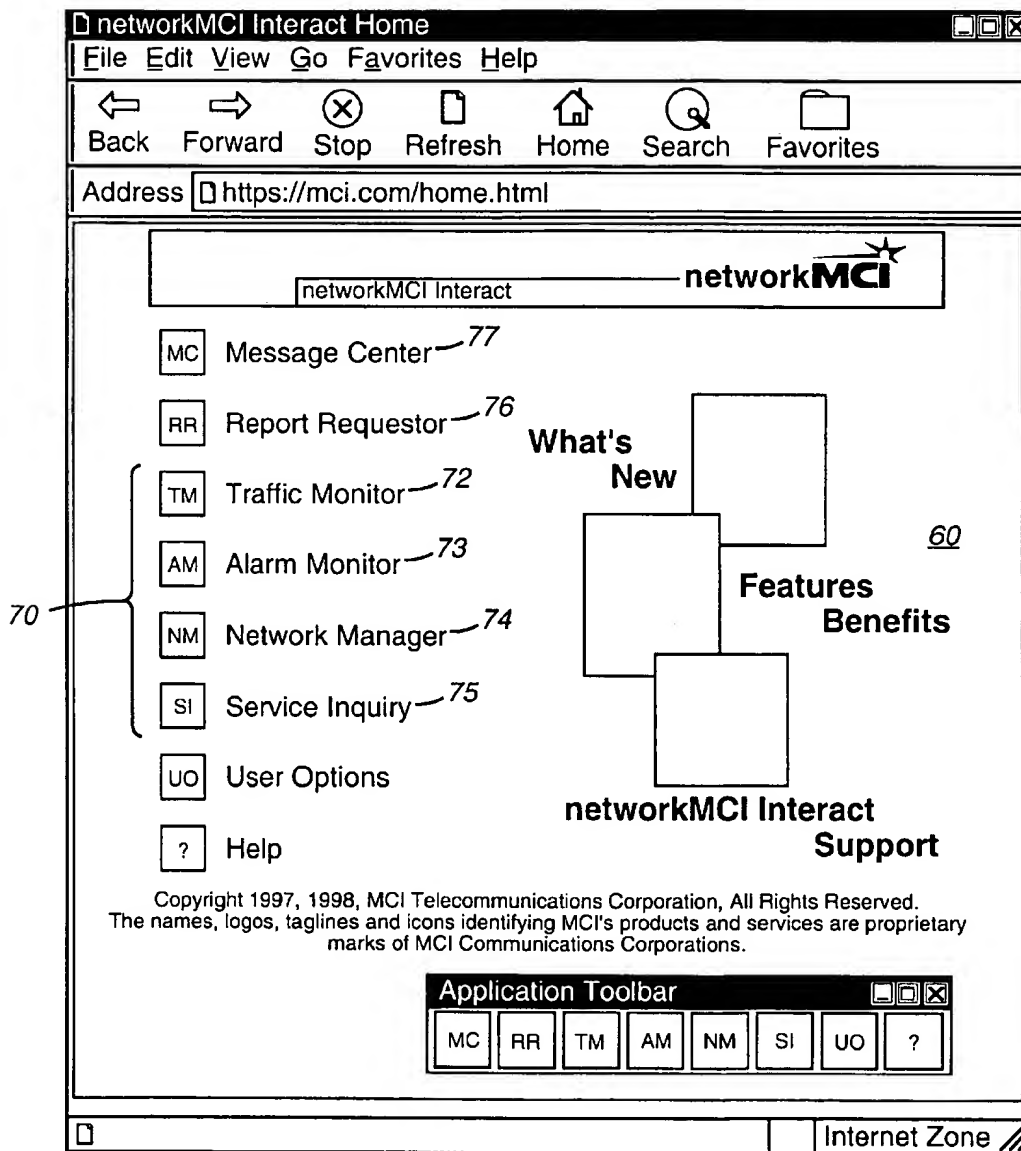 networkMCI Interact Home
File Edit View Go Favorites Help
Back Forward Stop Refresh Home Search Favorites
Address https://mci.com/home.html
networkMCI Interact
networkMCI
MC Message Center 77
RR Report Requestor 76
What's
New
TM Traffic Monitor 72
AM Alarm Monitor 73
60
Features
Benefits
70
NM Network Manager 74
SI Service Inquiry 75
UO User Options
networkMCI Interact
Support
? Help
Copyright 1997, 1998, MCI Telecommunications Corporation, All Rights Reserved.
The names, logos, taglines and icons identifying MCI's products and services are proprietary
marks of MCI Communications Corporations.
Application Toolbar
MC RR TM AM NM SI UO ?
Internet Zone